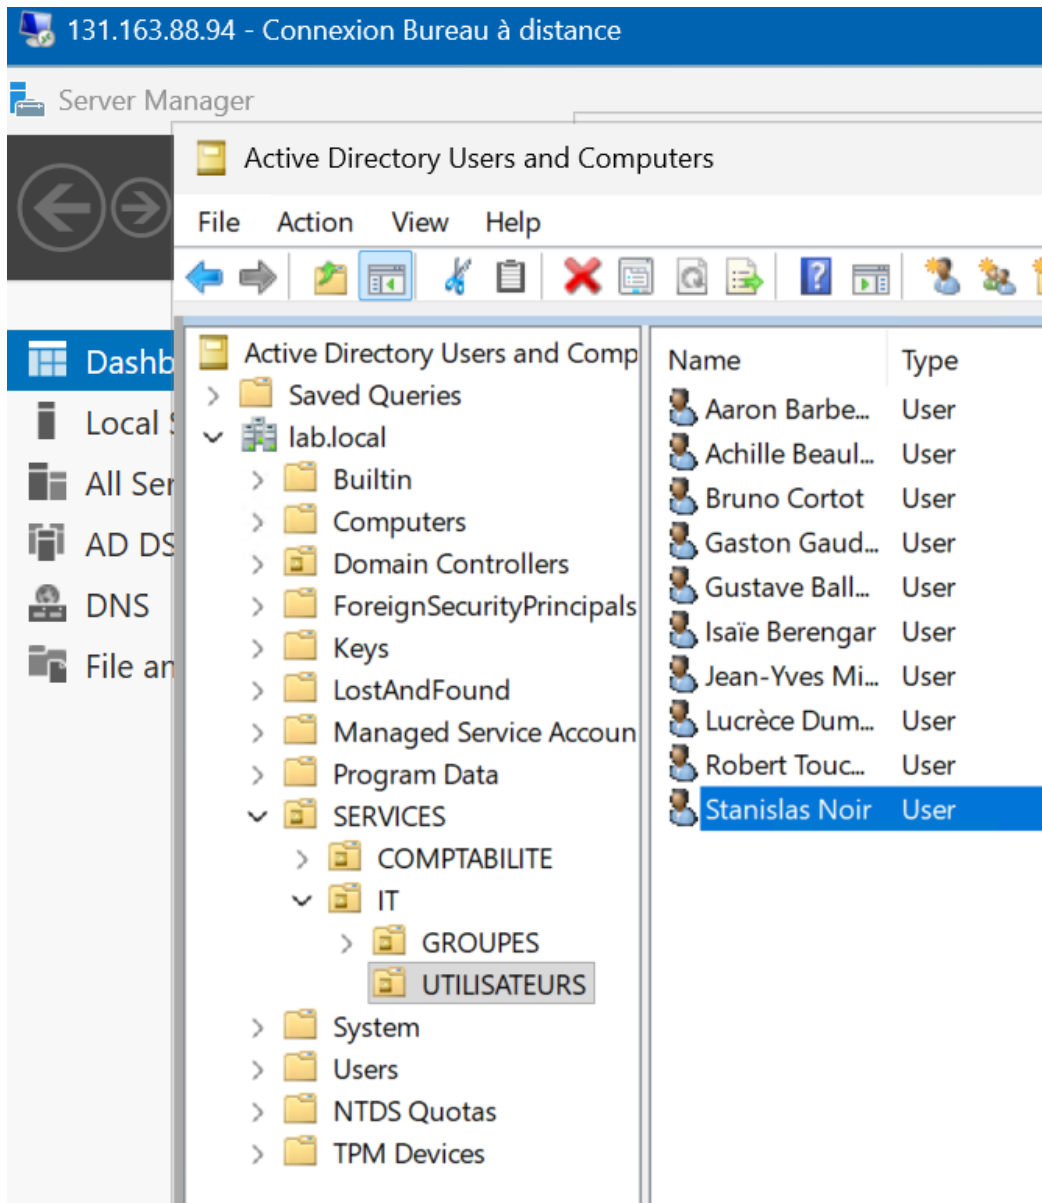 131.163.88.94 - Connexion Bureau à distance
Server Manager
Active Directory Users and Computers
File Action View Help
Dashb
Local S
All Ser
AD DS
DNS
File an
Active Directory Users and Comp
Saved Queries
lab.local
Builtin
Computers
Domain Controllers
ForeignSecurityPrincipals
Keys
LostAndFound
Managed Service Accoun
Program Data
SERVICES
COMPTABILITE
IT
GROUPES
UTILISATEURS
System
Users
NTDS Quotas
TPM Devices
Name Type
Aaron Barbe... User
Achille Beaul... User
Bruno Cortot User
Gaston Gaud... User
Gustave Ball... User
Isaïe Berengar User
Jean-Yves Mi... User
Lucrèce Dum... User
Robert Touc... User
Stanislas Noir User